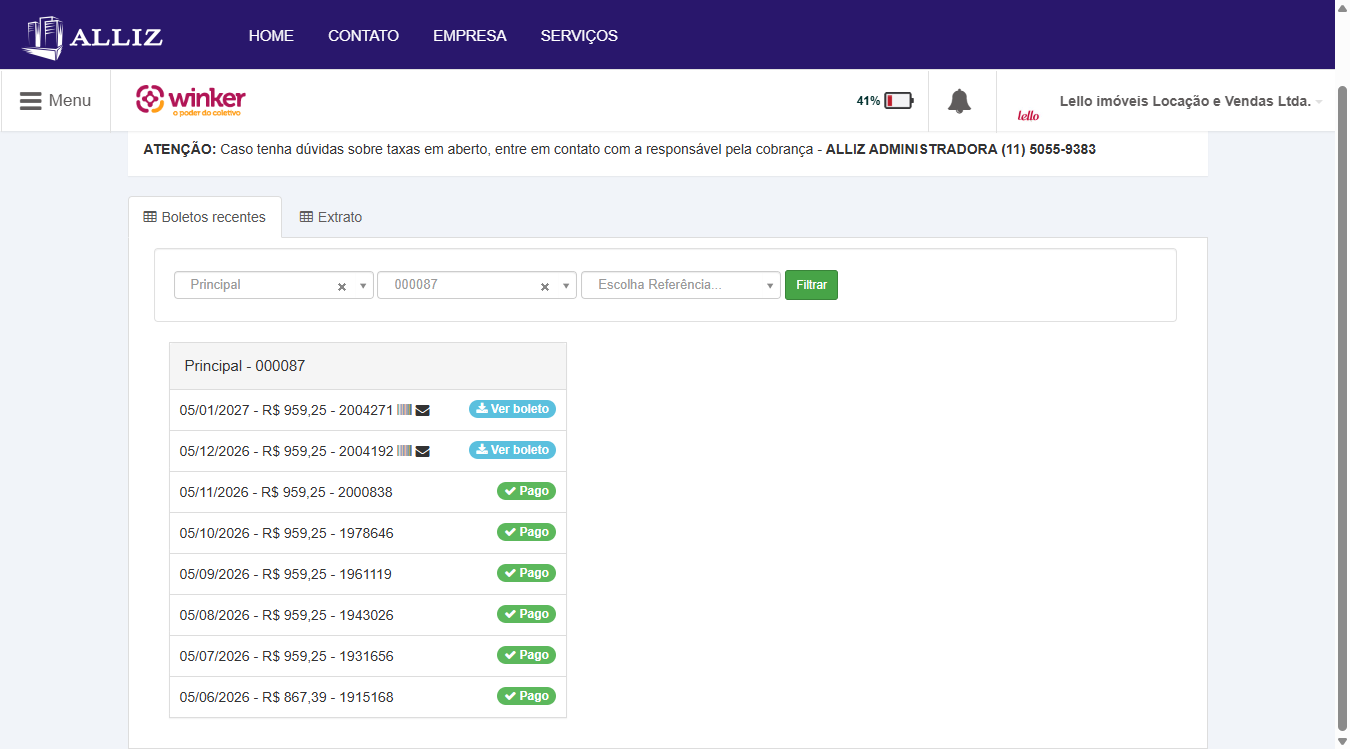 ALLIZ HOME CONTATO EMPRESA SERVIÇOS
Menu winker 41% lello Lello imóveis Locação e Vendas Ltda.
o poder do coletivo
ATENÇÃO: Caso tenha dúvidas sobre taxas em aberto, entre em contato com a responsável pela cobrança - ALLIZ ADMINISTRADORA (11) 5055-9383
Boletos recentes Extrato
Principal 000087 Escolha Referência... Filtrar
Principal - 000087
05/01/2027 - R$ 959,25 - 2004271 Ver boleto
05/12/2026 - R$ 959,25 - 2004192 Ver boleto
05/11/2026 - R$ 959,25 - 2000838 Pago
05/10/2026 - R$ 959,25 - 1978646 Pago
05/09/2026 - R$ 959,25 - 1961119 Pago
05/08/2026 - R$ 959,25 - 1943026 Pago
05/07/2026 - R$ 959,25 - 1931656 Pago
05/06/2026 - R$ 867,39 - 1915168 Pago